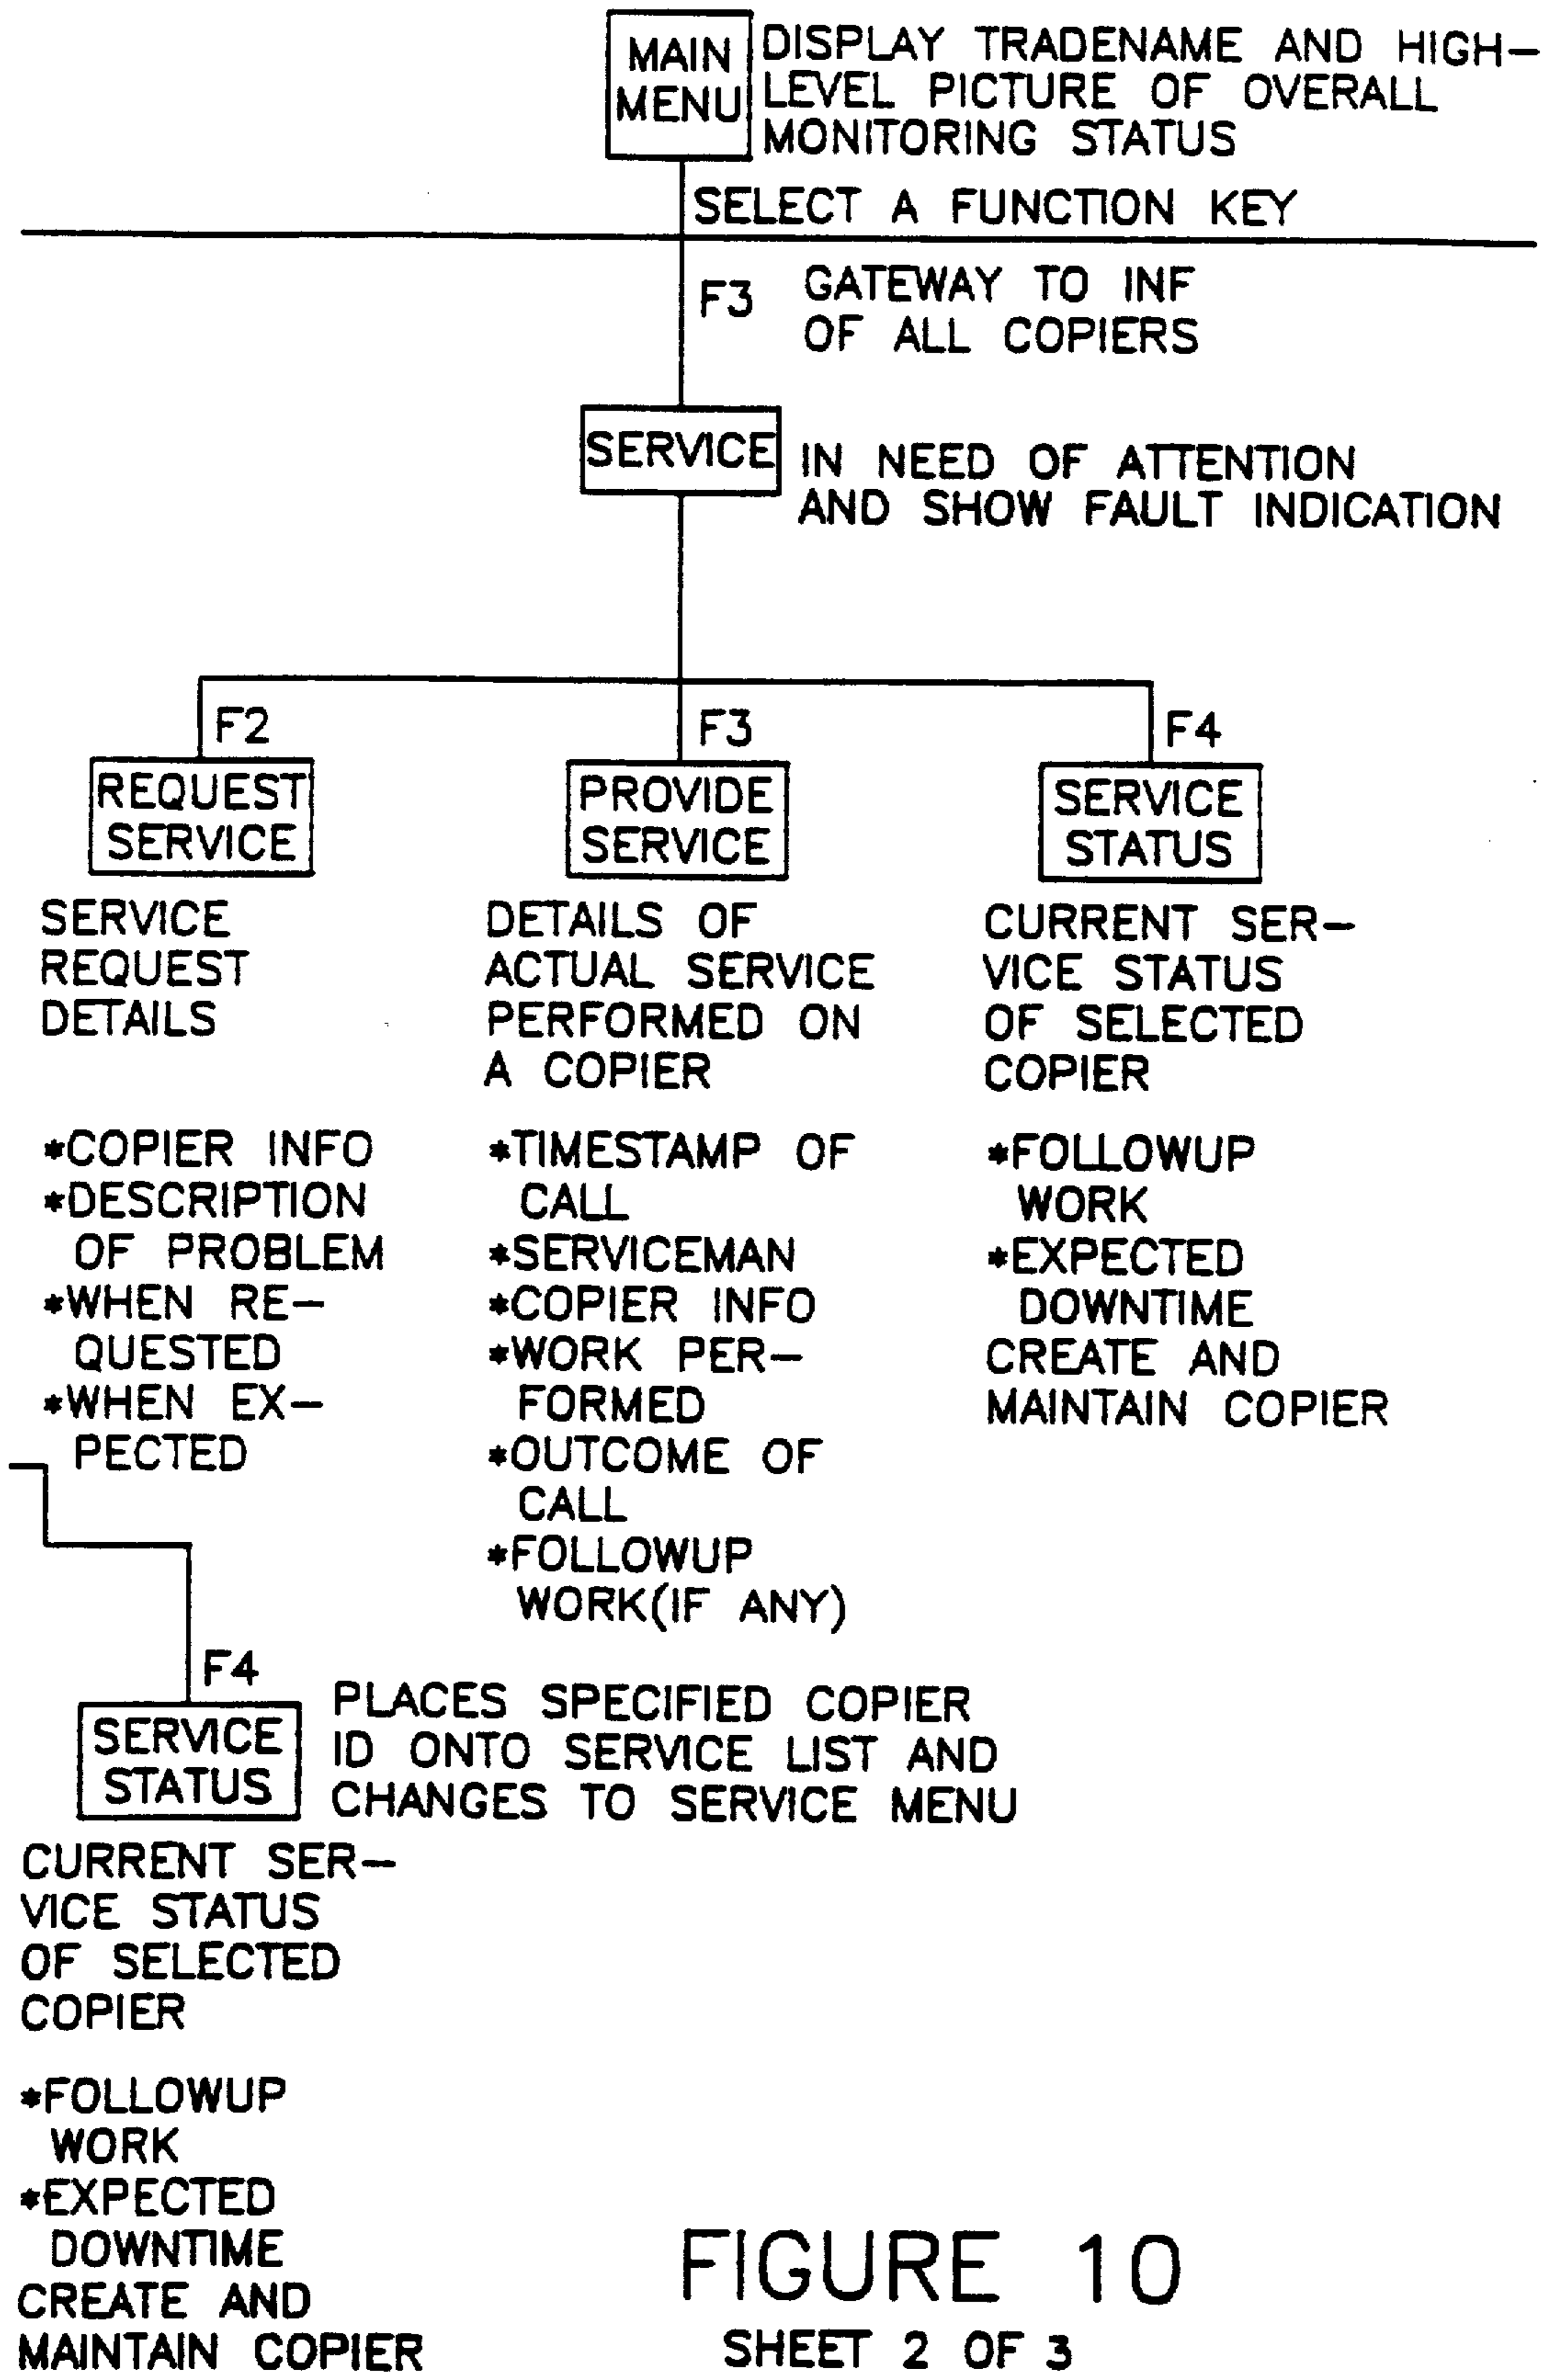 MAIN
MENU
DISPLAY TRADENAME AND HIGH-
LEVEL PICTURE OF OVERALL
MONITORING STATUS
SELECT A FUNCTION KEY
F3
GATEWAY TO INF
OF ALL COPIERS
SERVICE
IN NEED OF ATTENTION
AND SHOW FAULT INDICATION
F2
REQUEST
SERVICE
SERVICE
REQUEST
DETAILS
*COPIER INFO
*DESCRIPTION
OF PROBLEM
*WHEN RE-
QUESTED
*WHEN EX-
PECTED
F3
PROVIDE
SERVICE
DETAILS OF
ACTUAL SERVICE
PERFORMED ON
A COPIER
*TIMESTAMP OF
CALL
*SERVICEMAN
*COPIER INFO
*WORK PER-
FORMED
*OUTCOME OF
CALL
*FOLLOWUP
WORK(IF ANY)
F4
SERVICE
STATUS
CURRENT SER-
VICE STATUS
OF SELECTED
COPIER
*FOLLOWUP
WORK
*EXPECTED
DOWNTIME
CREATE AND
MAINTAIN COPIER
F4
SERVICE
STATUS
PLACES SPECIFIED COPIER
ID ONTO SERVICE LIST AND
CHANGES TO SERVICE MENU
CURRENT SER-
VICE STATUS
OF SELECTED
COPIER
*FOLLOWUP
WORK
*EXPECTED
DOWNTIME
CREATE AND
MAINTAIN COPIER
FIGURE 10
SHEET 2 OF 3